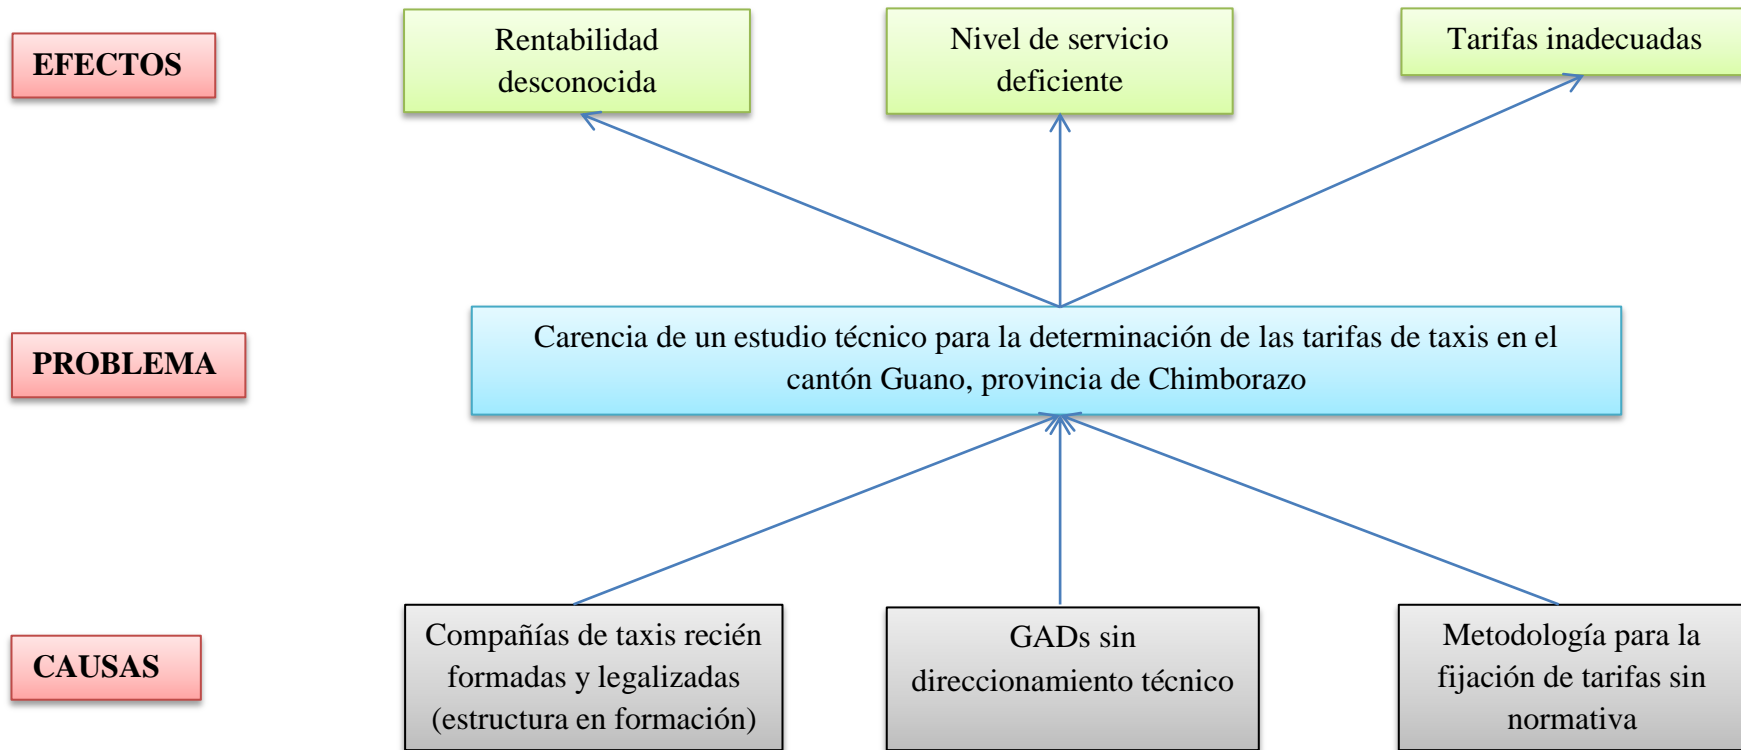 EFECTOS
Rentabilidad
desconocida
Nivel de servicio
deficiente
Tarifas inadecuadas
PROBLEMA
Carencia de un estudio técnico para la determinación de las tarifas de taxis en el
cantón Guano, provincia de Chimborazo
CAUSAS
Compañías de taxis recién
formadas y legalizadas
(estructura en formación)
GADs sin
direccionamiento técnico
Metodología para la
fijación de tarifas sin
normativa